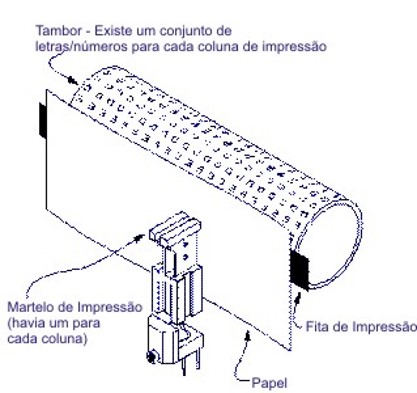 Tambor - Existe um conjunto de
letras/números para cada coluna de impressão
Martelo de Impressão
(havia um para
cada coluna)
Fita de Impressão
Papel